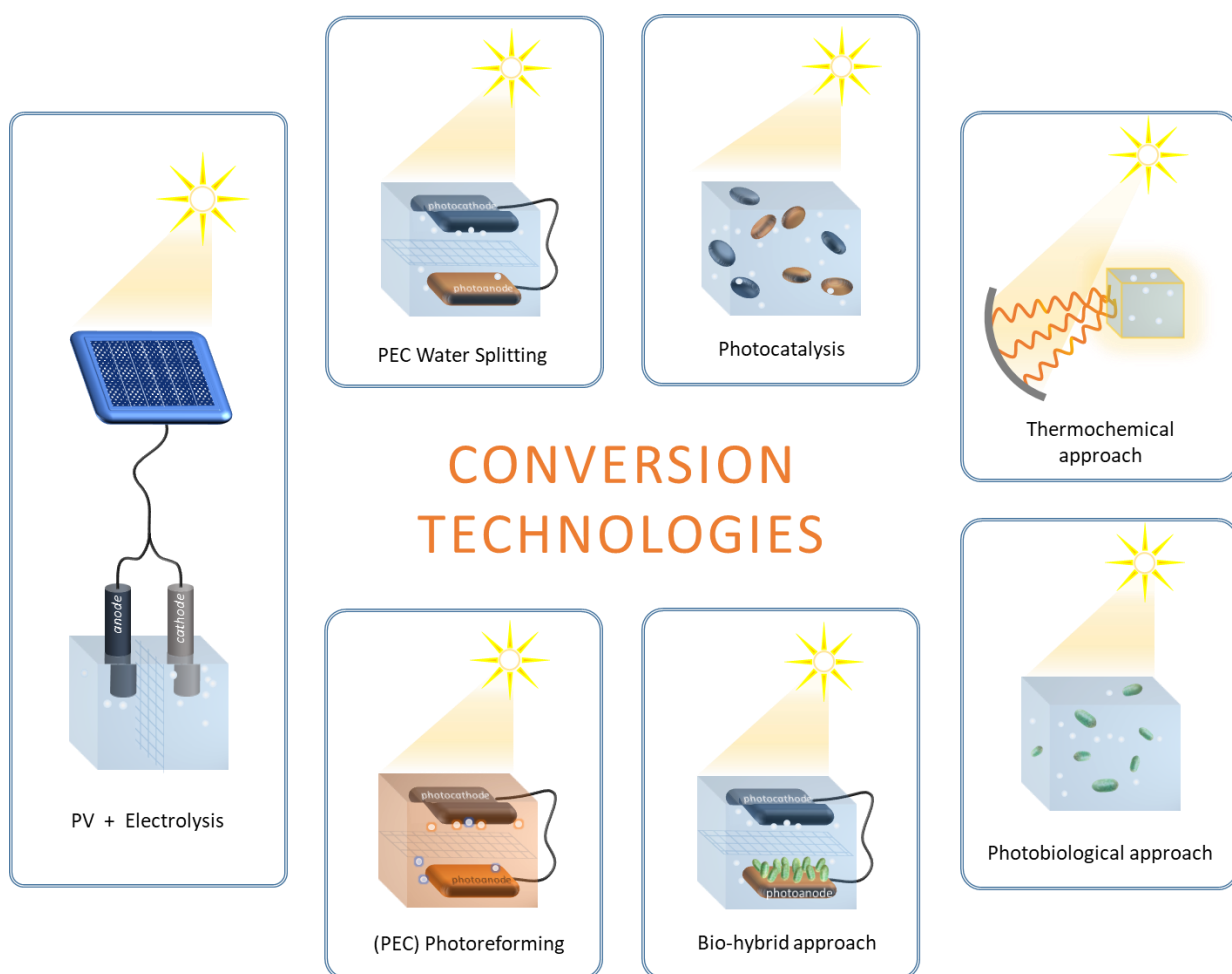 photocathode
photoanode
PEC Water Splitting
Photocatalysis
Thermochemical
approach
CONVERSION
TECHNOLOGIES
anode
cathode
PV + Electrolysis
photocathode
photoanode
(PEC) Photoreforming
photocathode
photoanode
Bio-hybrid approach
Photobiological approach